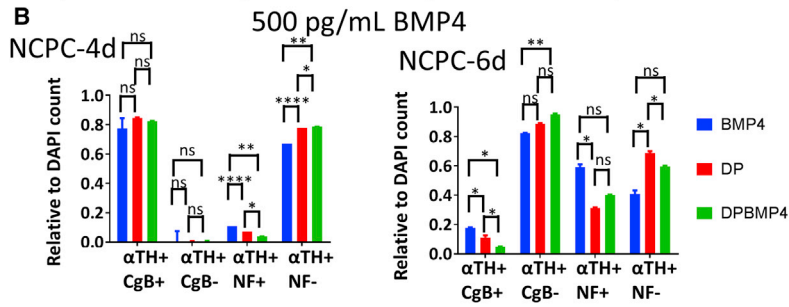 B
500 pg/mL BMP4
NCPC-4d
Relative to DAPI count
1.0
0.8
0.6
0.4
0.2
0.0
ns
ns
ns
ns
ns
ns
**
****
*
**
*
****
αTH+ αTH+ αTH+ αTH+
CgB+ CgB- NF+ NF-
NCPC-6d
Relative to DAPI count
1.0
0.8
0.6
0.4
0.2
0.0
*
*
*
**
ns
ns
ns
*
ns
ns
*
*
αTH+ αTH+ αTH+ αTH+
CgB+ CgB- NF+ NF-
BMP4
DP
DPBMP4